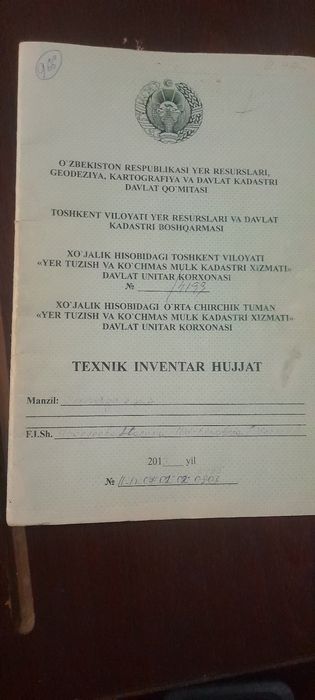 O`ZBEKISTON RESPUBLIKASI YER RESURSLARI,
GEODEZIYA, KARTOGRAFIYA VA DAVLAT KADASTRI
DAVLAT QO`MITASI
TOSHKENT VILOYATI YER RESURSLARI VA DAVLAT
KADASTRI BOSHQARMASI
XO`JALIK HISOBIDAGI TOSHKENT VILOYATI
«YER TUZISH VA KO`CHMAS MULK KADASTRI XIZMATI»
DAVLAT UNITAR KORXONASI
№
XO`JALIK HISOBIDAGI O`RTA CHIRCHIK TUMAN
«YER TUZISH VA KO`CHMAS MULK KADASTRI XIZMATI»
DAVLAT UNITAR KORXONASI
TEXNIK INVENTAR HUJJAT
Manzil:
F.I.Sh.
201 yil
№